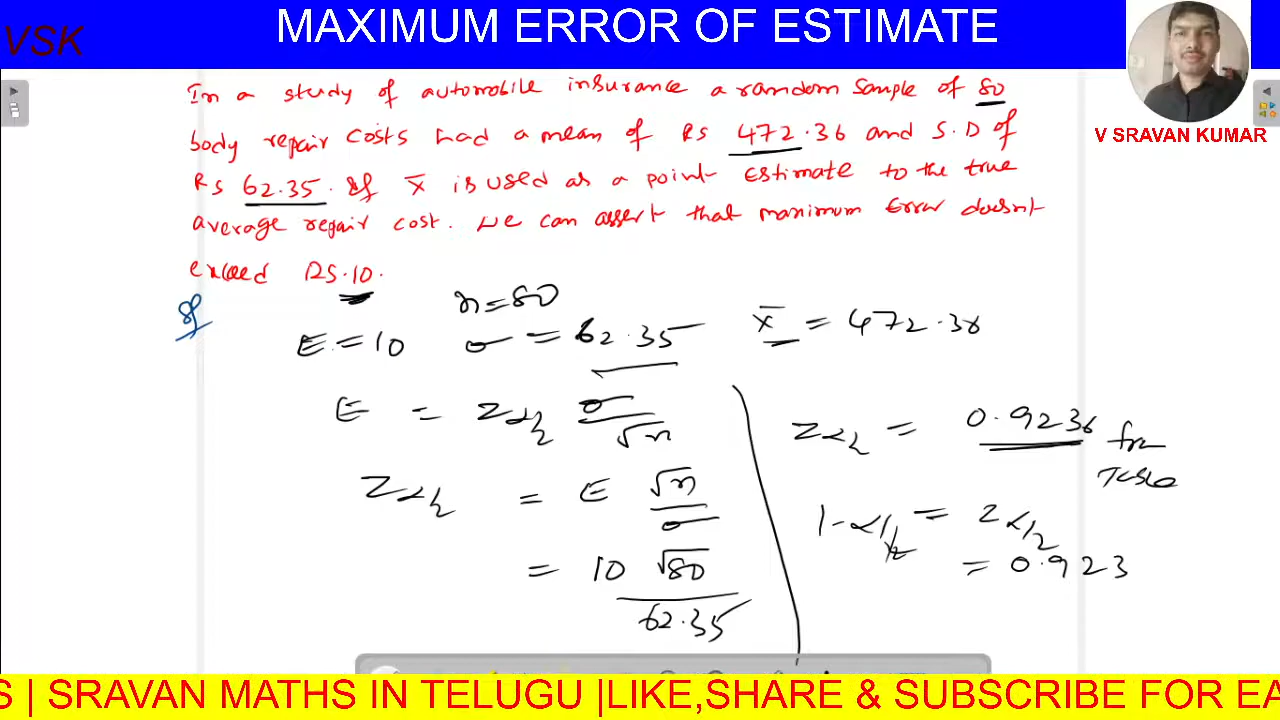 VSK
MAXIMUM ERROR OF ESTIMATE
V SRAVAN KUMAR
In a study of automobile insurance a random sample of 80
body repair costs had a mean of Rs 472.36 and S.D of
Rs 62.35. If x̄ is used as a point estimate to the true
average repair cost. We can assert that maximum Error doesn't
exceed RS.10.
n=80
E=10 σ = 62.35 x̄ = 472.36
E = Zα/2 σ/√n
Zα/2 = E √n/σ
= 10 √80/62.35
Zα/2 = 0.9236 from
Table
1-α/2 = Zα/2
= 0.923
S | SRAVAN MATHS IN TELUGU |LIKE,SHARE & SUBSCRIBE FOR EA